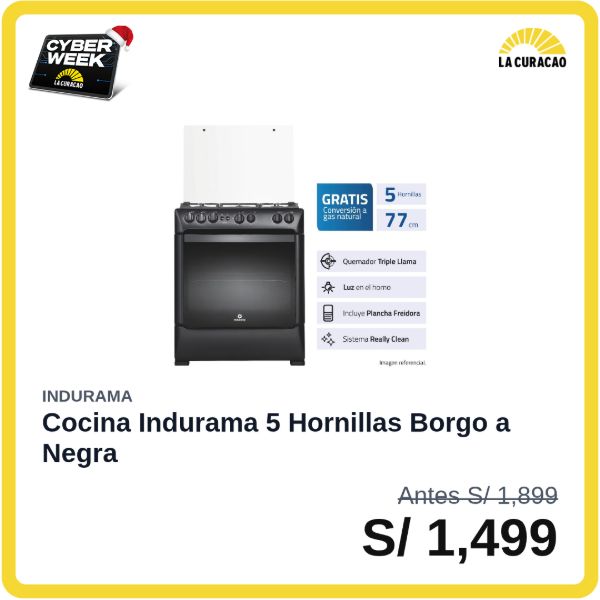 CYBER
WEEK
LA CURACAO
LA CURACAO
GRATIS
Conversión a
gas natural
5 Hornillas
77 cm
Quemador Triple Llama
Luz en el horno
Incluye Plancha Freidora
Sistema Really Clean
Imagen referencial.
INDURAMA
Cocina Indurama 5 Hornillas Borgo a
Negra
Antes S/ 1,899
S/ 1,499